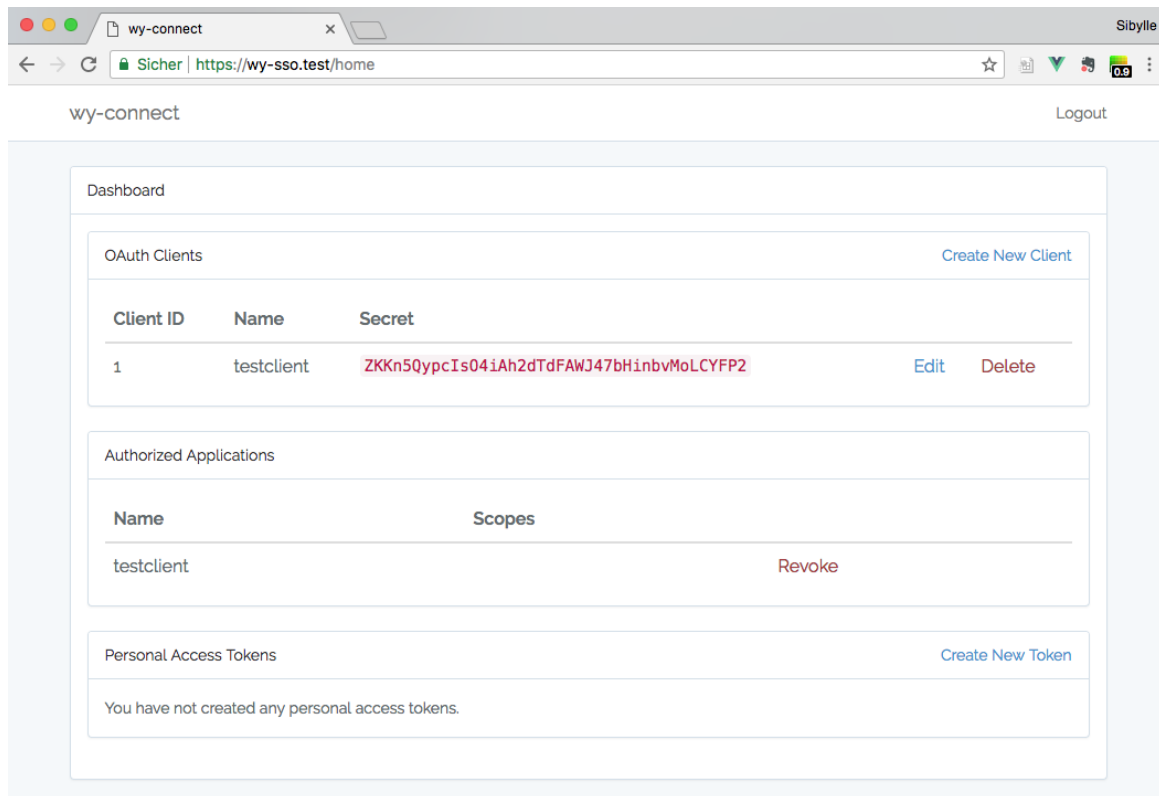 wy-connect
Sibylle
Sicher https://wy-sso.test/home
0.9
wy-connect Logout
Dashboard
OAuth Clients Create New Client
Client ID Name Secret
1 testclient ZKKn5QypcIsO4iAh2dTdFAWJ47bHinbvMoLCYFP2 Edit Delete
Authorized Applications
Name Scopes
testclient Revoke
Personal Access Tokens Create New Token
You have not created any personal access tokens.